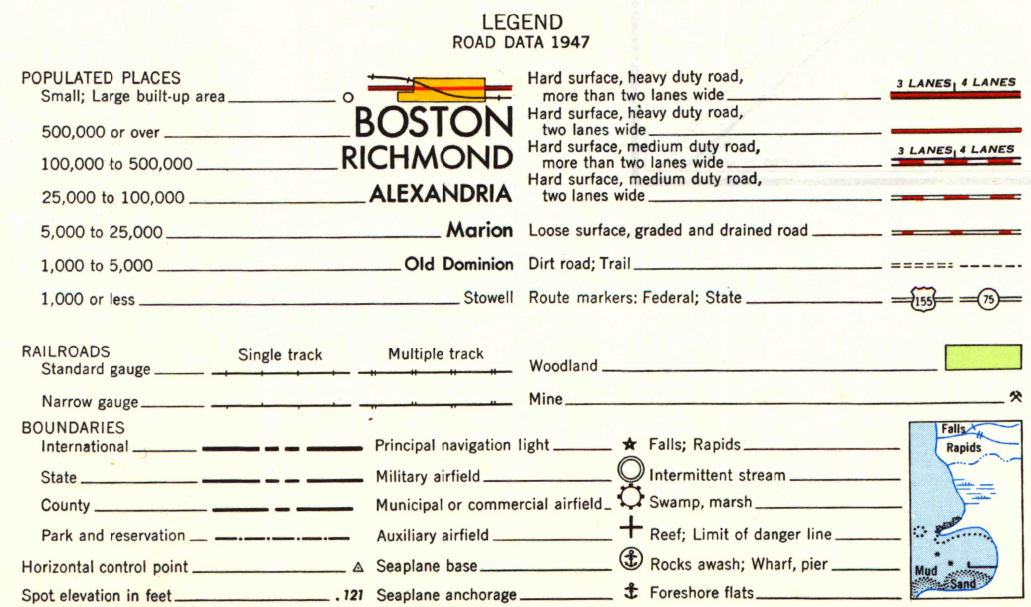 LEGEND
ROAD DATA 1947
POPULATED PLACES
Small; Large built-up area
500,000 or over BOSTON
100,000 to 500,000 RICHMOND
25,000 to 100,000 ALEXANDRIA
5,000 to 25,000 Marion
1,000 to 5,000 Old Dominion
1,000 or less Stowell
Hard surface, heavy duty road,
more than two lanes wide 3 LANES 4 LANES
Hard surface, heavy duty road,
two lanes wide
Hard surface, medium duty road,
more than two lanes wide 3 LANES 4 LANES
Hard surface, medium duty road,
two lanes wide
Loose surface, graded and drained road
Dirt road; Trail
Route markers: Federal; State 155 75
RAILROADS Single track Multiple track
Standard gauge
Narrow gauge
Woodland
Mine
BOUNDARIES
International
State
County
Park and reservation
Horizontal control point
Spot elevation in feet .121
Principal navigation light
Military airfield
Municipal or commercial airfield
Auxiliary airfield
Seaplane base
Seaplane anchorage
Falls; Rapids
Intermittent stream
Swamp, marsh
Reef; Limit of danger line
Rocks awash; Wharf, pier
Foreshore flats
Falls
Rapids
Mud
Sand